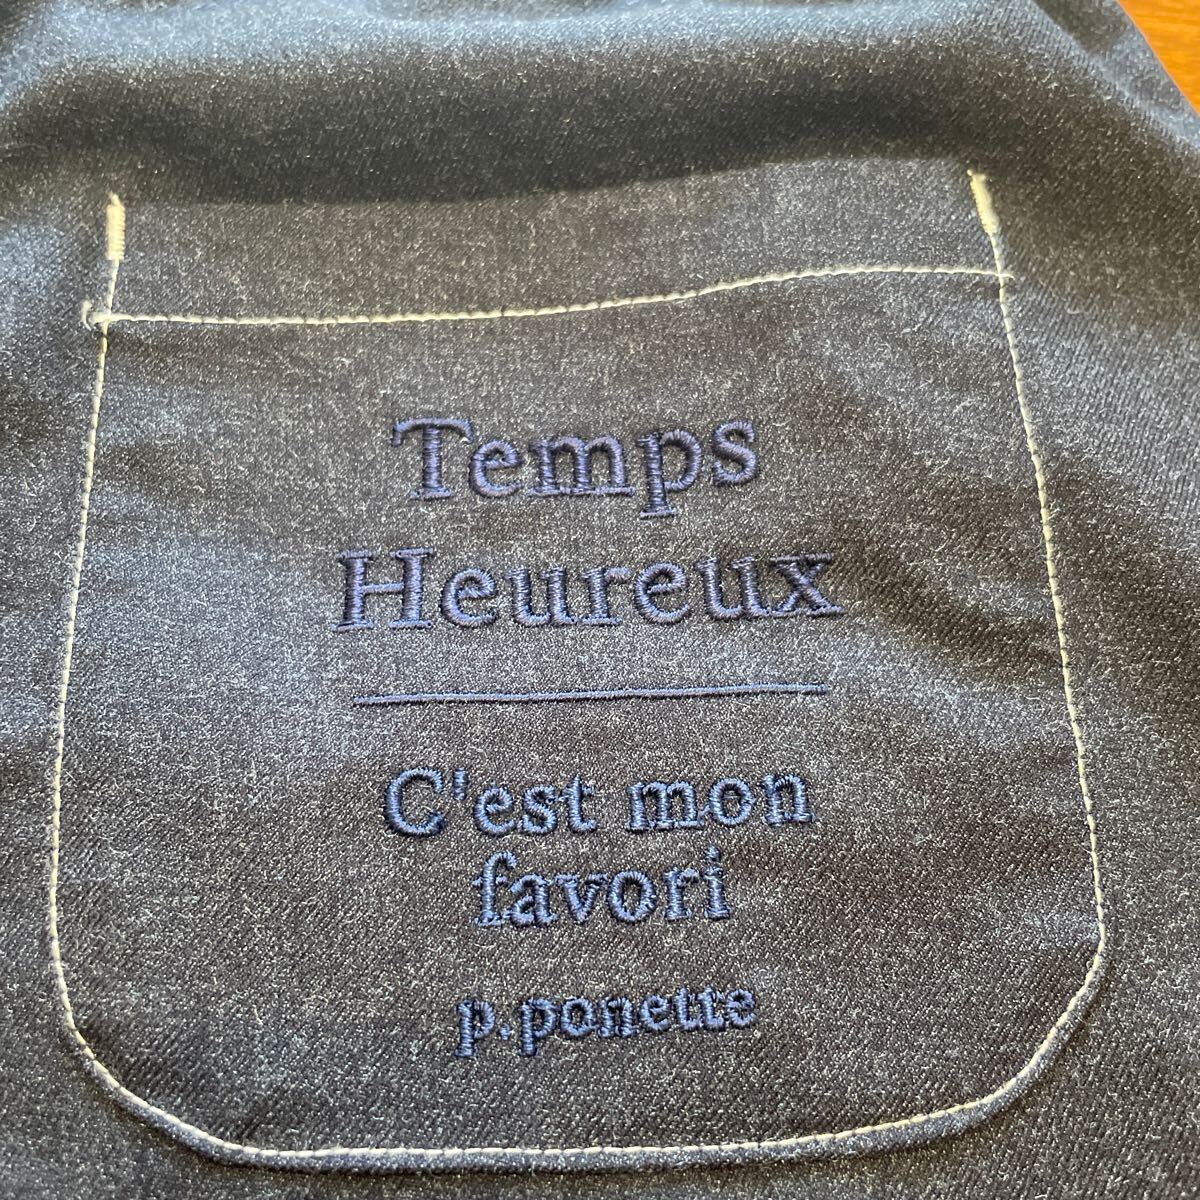 Temps
Heureux
C'est mon
favori
p.ponette